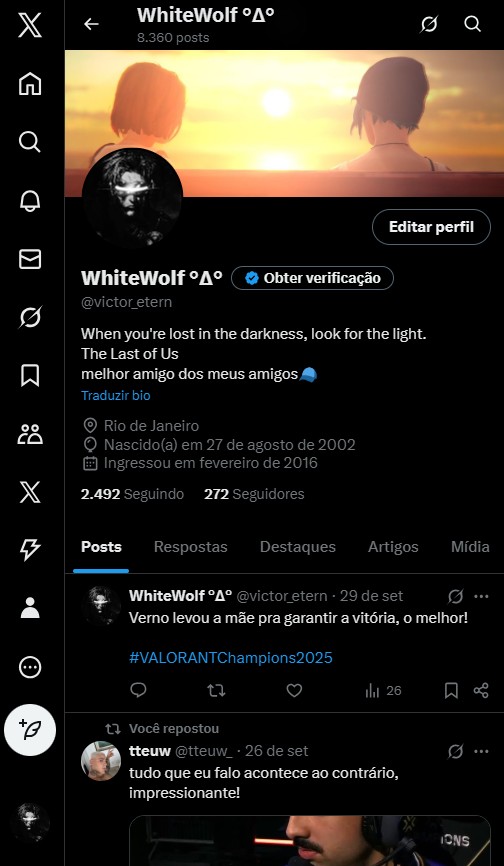 WhiteWolf °Δ°
8.360 posts
Editar perfil
WhiteWolf °Δ°
Obter verificação
@victor_etern
When you're lost in the darkness, look for the light.
The Last of Us
melhor amigo dos meus amigos🧢
Traduzir bio
Rio de Janeiro
Nascido(a) em 27 de agosto de 2002
Ingressou em fevereiro de 2016
2.492 Seguindo 272 Seguidores
Posts Respostas Destaques Artigos Mídia
WhiteWolf °Δ° @victor_etern · 29 de set
Verno levou a mãe pra garantir a vitória, o melhor!
#VALORANTChampions2025
26
Você repostou
tteuw @tteuw_ · 26 de set
tudo que eu falo acontece ao contrário,
impressionante!